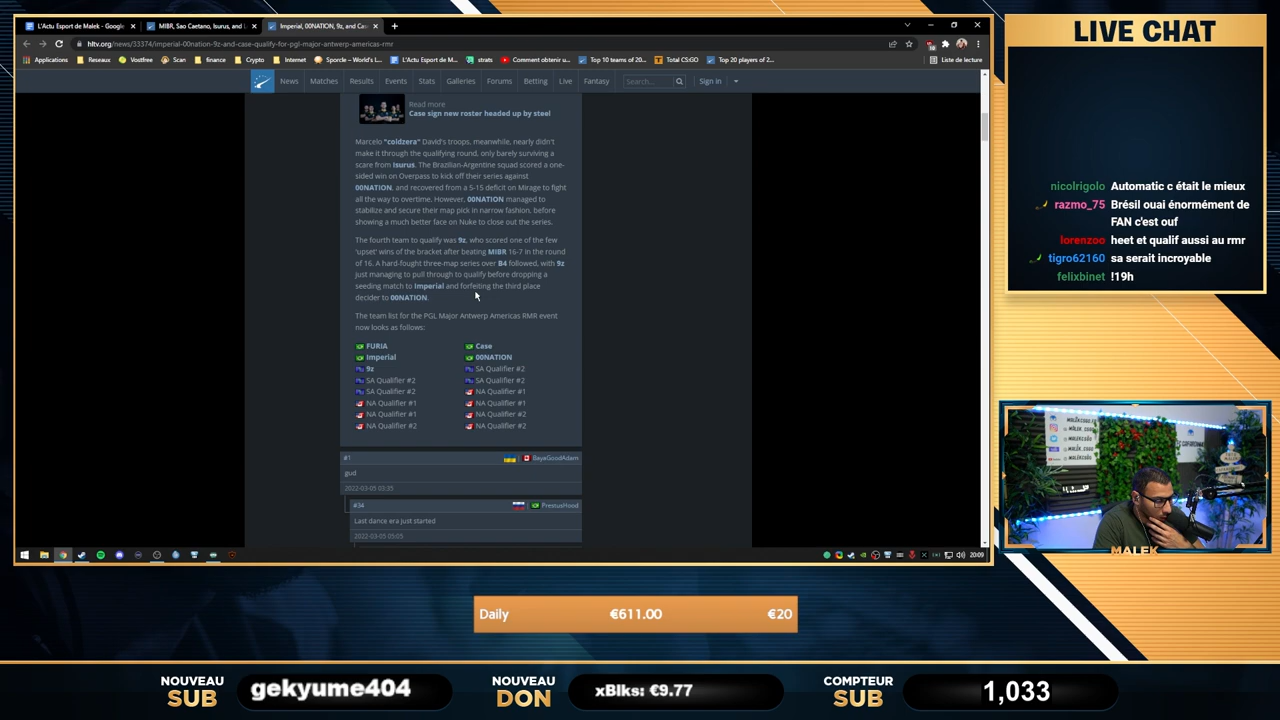 L'Actu Esport de Malek - Google
MIBR, Sao Caetano, Isurus, and
Imperial, 00NATION, 9z, and Cas
hltv.org/news/33374/imperial-00nation-9z-and-case-qualify-for-pgl-major-antwerp-americas-rmr
Applications
Reseaux
Vostfree
Scan
finance
Crypto
Internet
Sporcle - World's L...
L'Actu Esport de M...
strats
Comment obtenir u...
Top 10 teams of 20...
Total CS:GO
Top 20 players of 2...
Liste de lecture
News
Matches
Results
Events
Stats
Galleries
Forums
Betting
Live
Fantasy
Search...
Sign in
Read more
Case sign new roster headed up by steel
Marcelo "coldzera" David's troops, meanwhile, nearly didn't
make it through the qualifying round, only barely surviving a
scare from Isurus. The Brazilian-Argentine squad scored a one-
sided win on Overpass to kick off their series against
00NATION, and recovered from a 5-15 deficit on Mirage to fight
all the way to overtime. However, 00NATION managed to
stabilize and secure their map pick in narrow fashion, before
showing a much better face on Nuke to close out the series.
The fourth team to qualify was 9z, who scored one of the few
'upset' wins of the bracket after beating MIBR 16-7 in the round
of 16. A hard-fought three-map series over B4 followed, with 9z
just managing to pull through to qualify before dropping a
seeding match to Imperial and forfeiting the third place
decider to 00NATION.
The team list for the PGL Major Antwerp Americas RMR event
now looks as follows:
FURIA
Case
Imperial
00NATION
9z
SA Qualifier #2
SA Qualifier #2
SA Qualifier #2
SA Qualifier #2
NA Qualifier #1
NA Qualifier #1
NA Qualifier #1
NA Qualifier #1
NA Qualifier #2
NA Qualifier #2
NA Qualifier #2
#1
BayaGoodAdam
gud
2022-03-05 03:35
#34
PrestusHood
Last dance era just started
2022-03-05 05:05
20:09
LIVE CHAT
nicolrigolo Automatic c était le mieux
razmo_75 Brésil ouai énormément de
FAN c'est ouf
lorenzoo heet et qualif aussi au rmr
tigro62160 sa serait incroyable
felixbinet !19h
MALEK
Daily €611.00 €20
NOUVEAU
SUB
gekyume404
NOUVEAU
DON
xBlks: €9.77
COMPTEUR
SUB
1,033